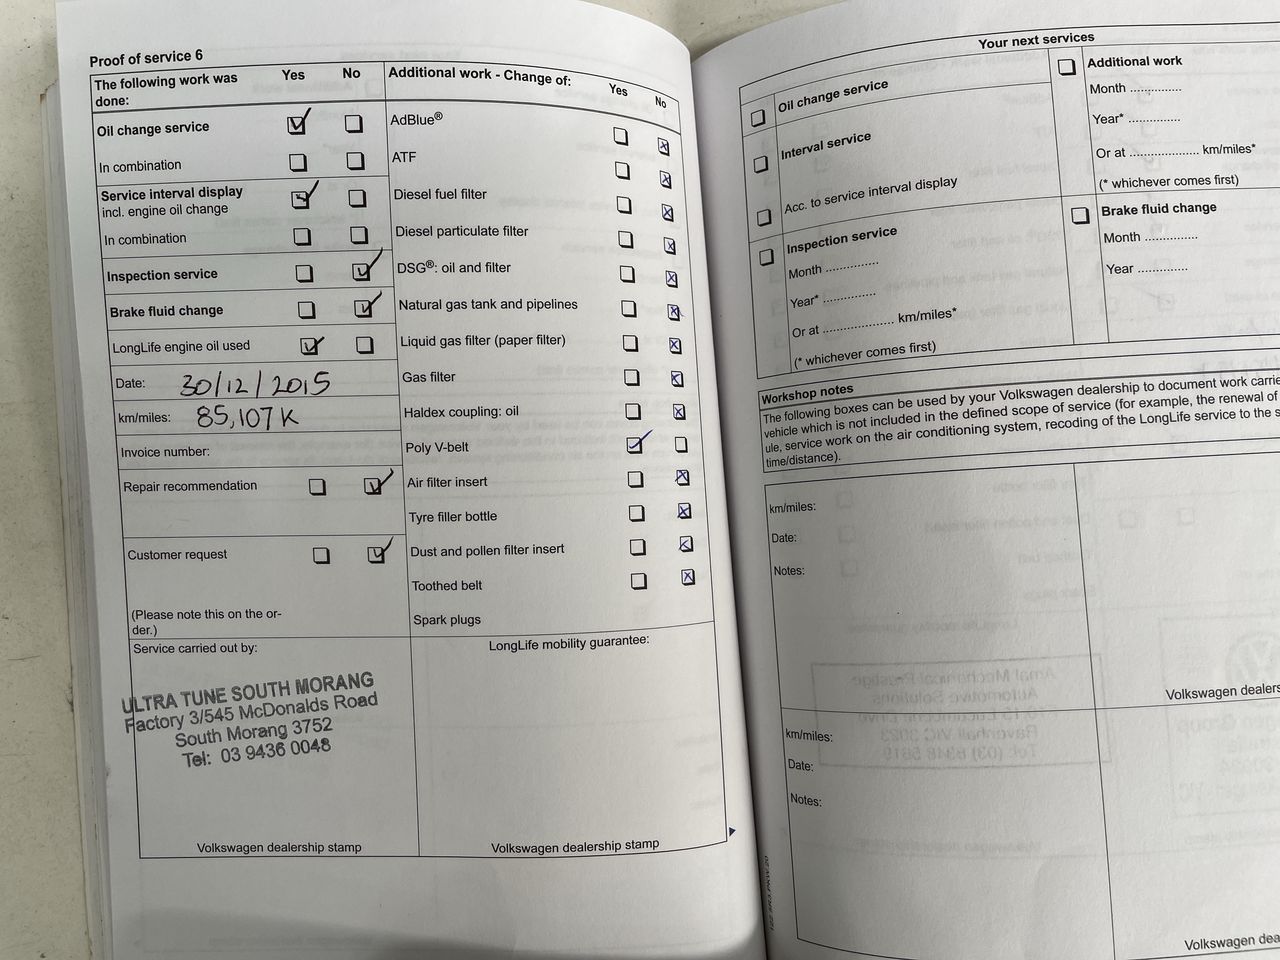 Proof of service 6
The following work was done: Yes No
Oil change service
In combination
Service interval display
incl. engine oil change
In combination
Inspection service
Brake fluid change
LongLife engine oil used
Date: 30/12/2015
km/miles: 85,107K
Invoice number:
Repair recommendation
Customer request
(Please note this on the or-
der.)
Additional work - Change of: Yes No
AdBlue®
ATF
Diesel fuel filter
Diesel particulate filter
DSG®: oil and filter
Natural gas tank and pipelines
Liquid gas filter (paper filter)
Gas filter
Haldex coupling: oil
Poly V-belt
Air filter insert
Tyre filler bottle
Dust and pollen filter insert
Toothed belt
Spark plugs
Service carried out by:
ULTRA TUNE SOUTH MORANG
Factory 3/545 McDonalds Road
South Morang 3752
Tel: 03 9436 0048
Volkswagen dealership stamp
LongLife mobility guarantee:
Volkswagen dealership stamp
Your next services
Oil change service
Interval service
Acc. to service interval display
Inspection service
Month ..............
Year* ..............
Or at ................... km/miles*
(* whichever comes first)
Additional work
Month ..............
Year* ..............
Or at ................... km/miles*
(* whichever comes first)
Brake fluid change
Month ..............
Year ..............
Workshop notes
The following boxes can be used by your Volkswagen dealership to document work carrie
vehicle which is not included in the defined scope of service (for example, the renewal of
ule, service work on the air conditioning system, recoding of the LongLife service to the s
time/distance).
km/miles:
Date:
Notes:
Volkswagen dealers
km/miles:
Date:
Notes:
Volkswagen dea